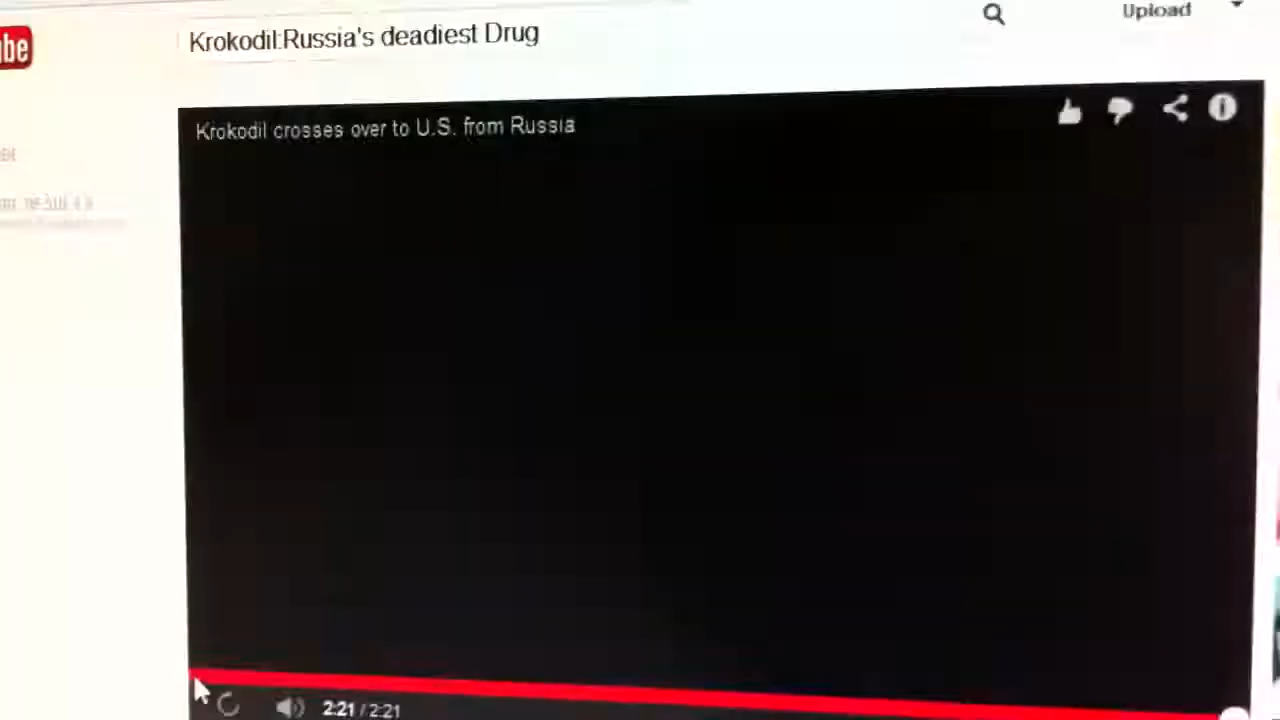 Upload
be
Krokodil:Russia's deadiest Drug
Krokodil crosses over to U.S. from Russia
2:21 / 2:21